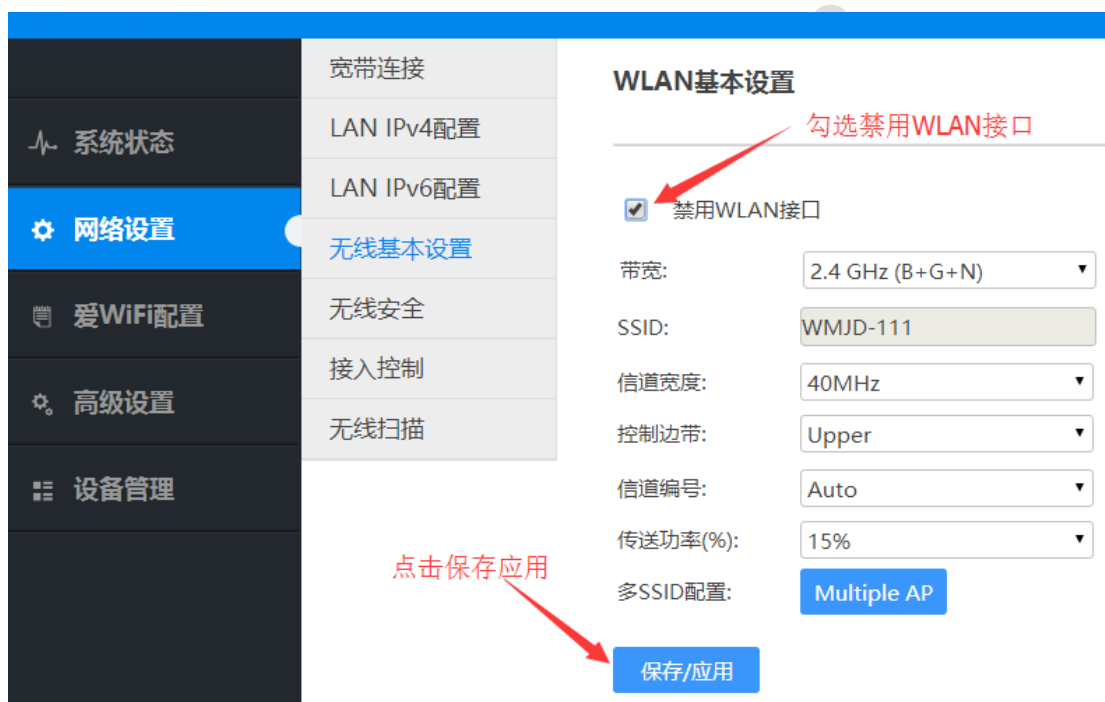 系统状态
网络设置
爱WiFi配置
高级设置
设备管理
宽带连接
LAN IPv4配置
LAN IPv6配置
无线基本设置
无线安全
接入控制
无线扫描
WLAN基本设置
勾选禁用WLAN接口
禁用WLAN接口
带宽: 2.4 GHz (B+G+N)
SSID: WMJD-111
信道宽度: 40MHz
控制边带: Upper
信道编号: Auto
传送功率(%): 15%
多SSID配置: Multiple AP
点击保存应用
保存/应用